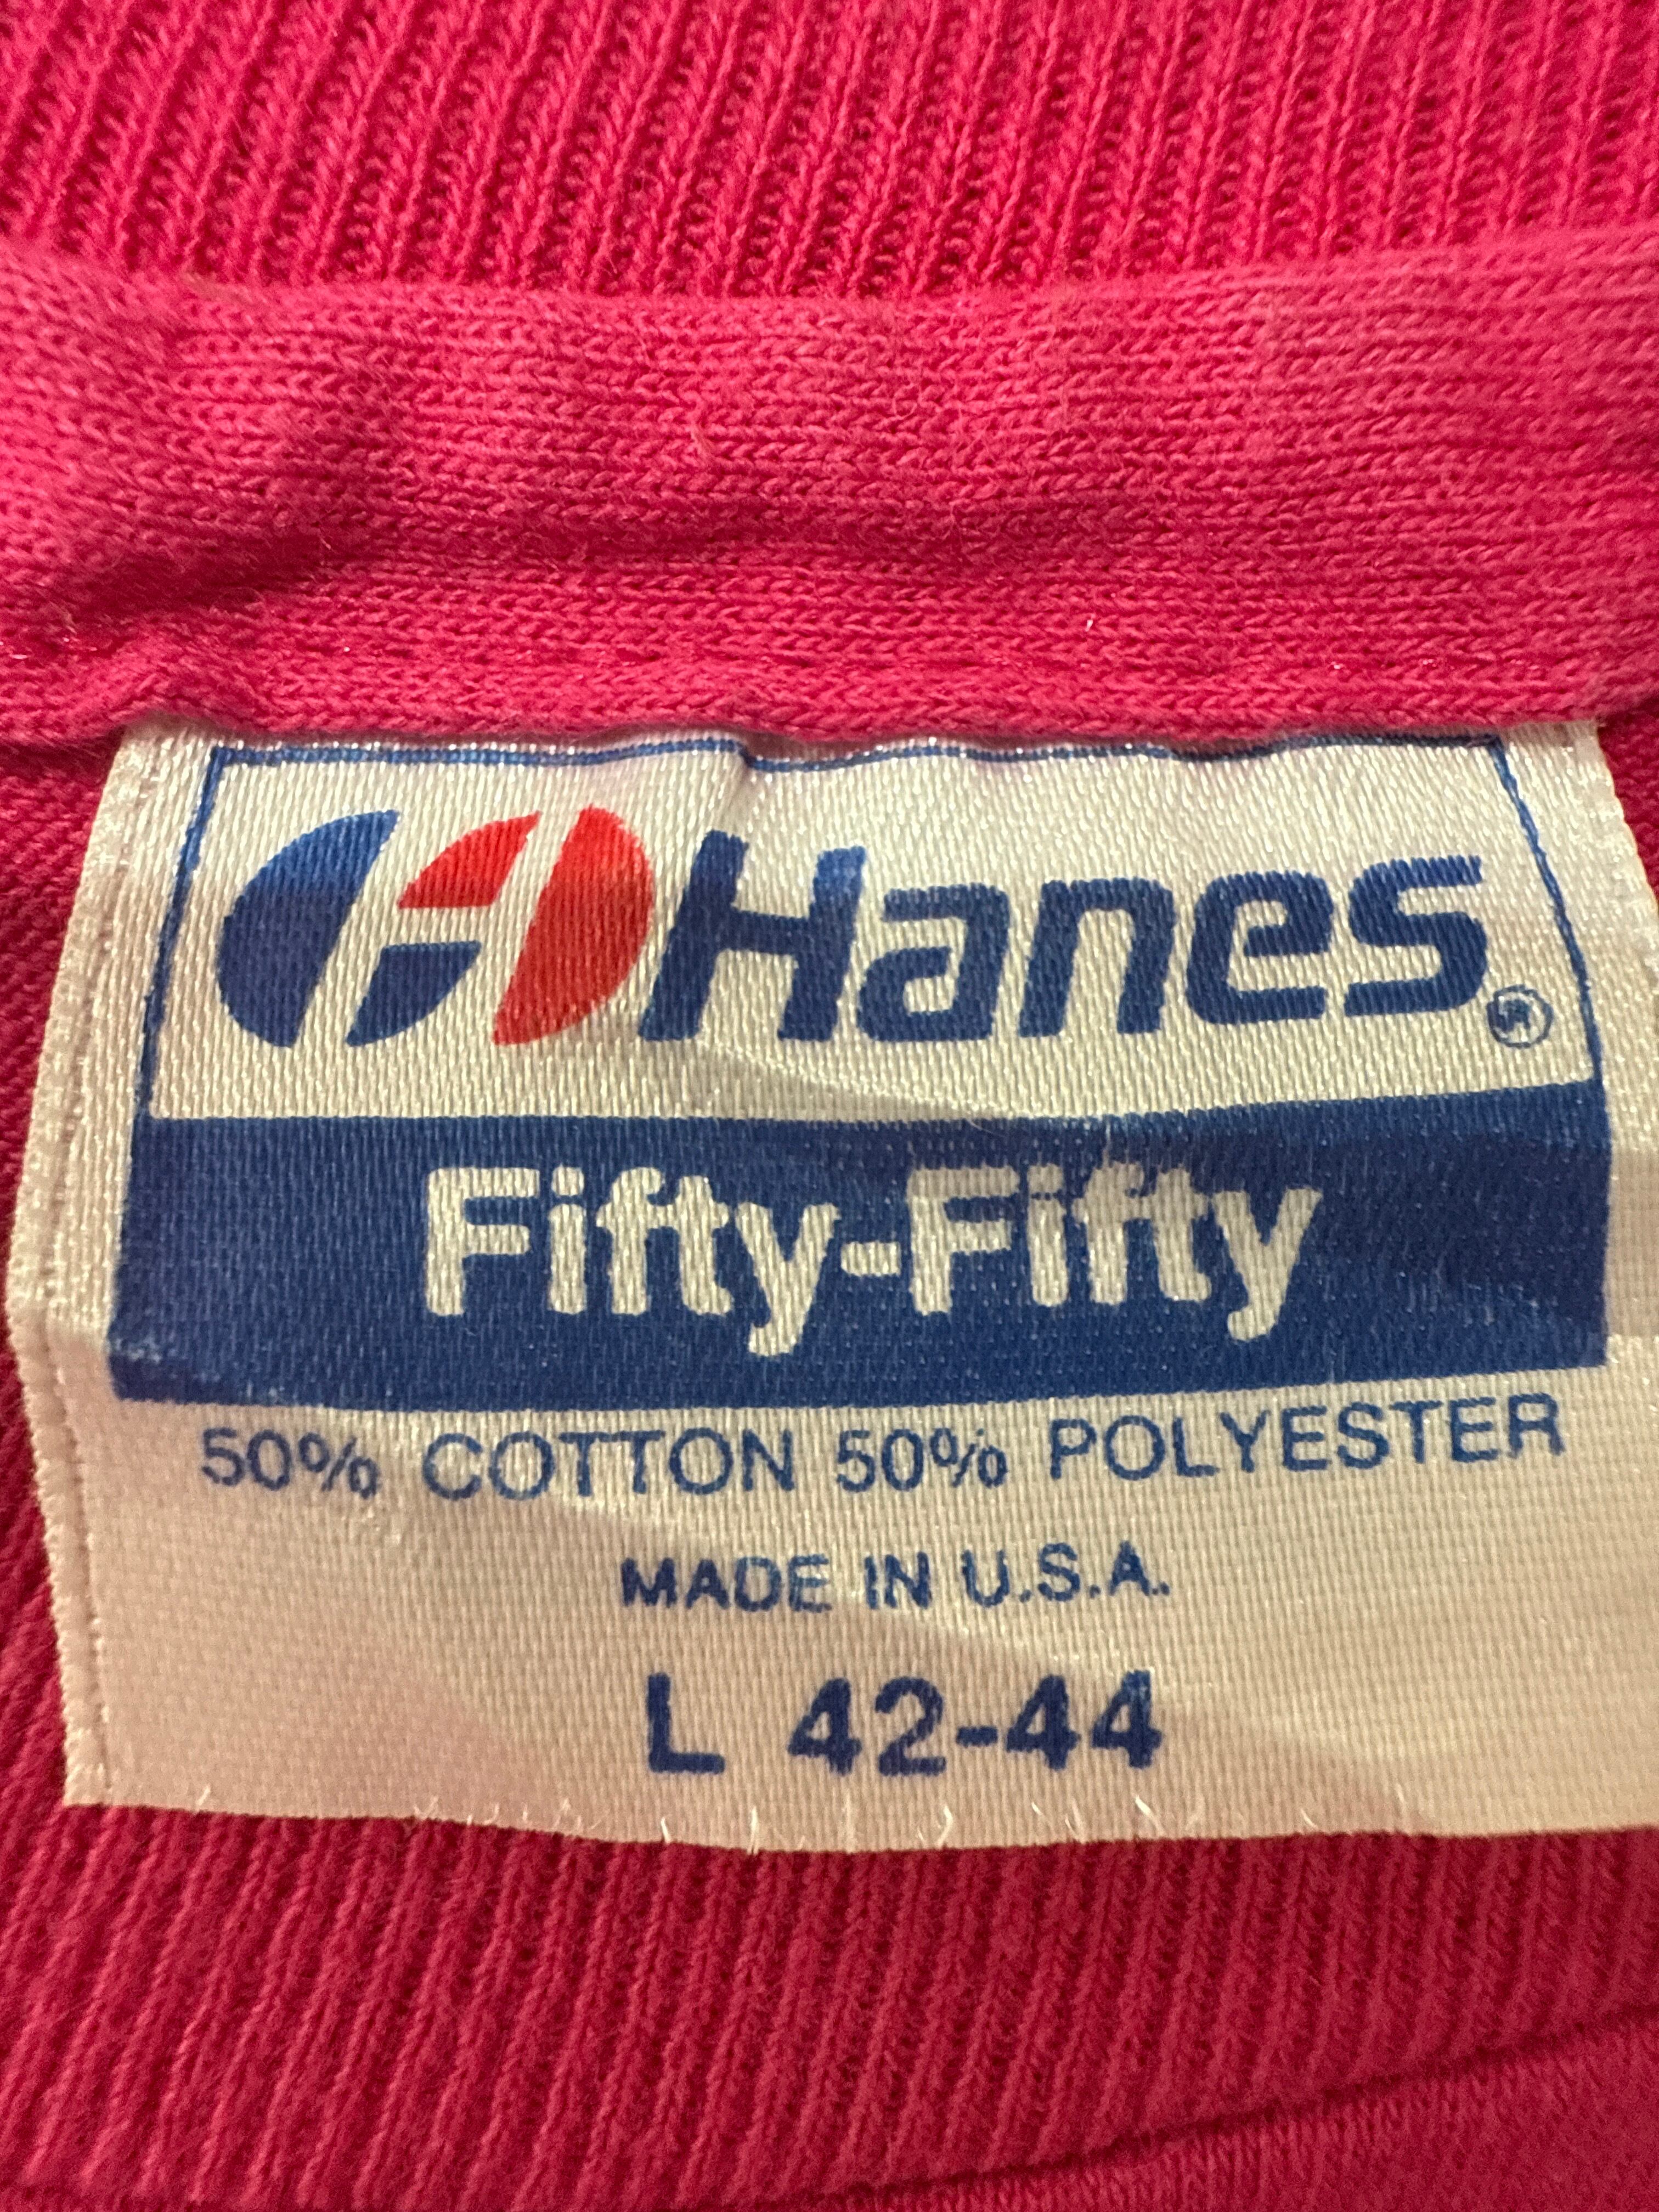 Hanes®
Fifty-Fifty
50% COTTON 50% POLYESTER
MADE IN U.S.A.
L 42-44